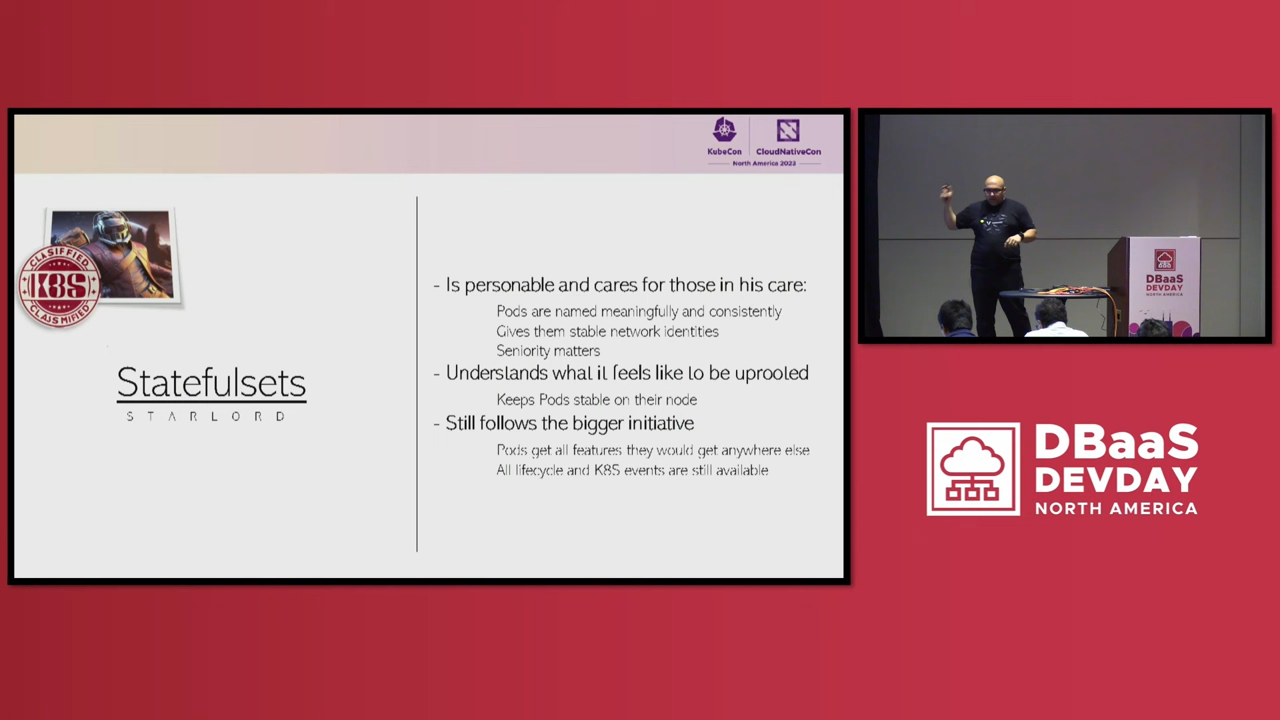 KubeCon
CloudNativeCon
North America 2023
CLASIFFIED
K8S
CLASSIFIED
Statefulsets
STARLORD
- Is personable and cares for those in his care:
Pods are named meaningfully and consistently
Gives them stable network identities
Seniority matters
- Understands what it feels like to be uprooted
Keeps Pods stable on their node
- Still follows the bigger initiative
Pods get all features they would get anywhere else
All lifecycle and K8S events are still available
DBaaS
DEVDAY
NORTH AMERICA
DBaaS
DEVDAY
NORTH AMERICA